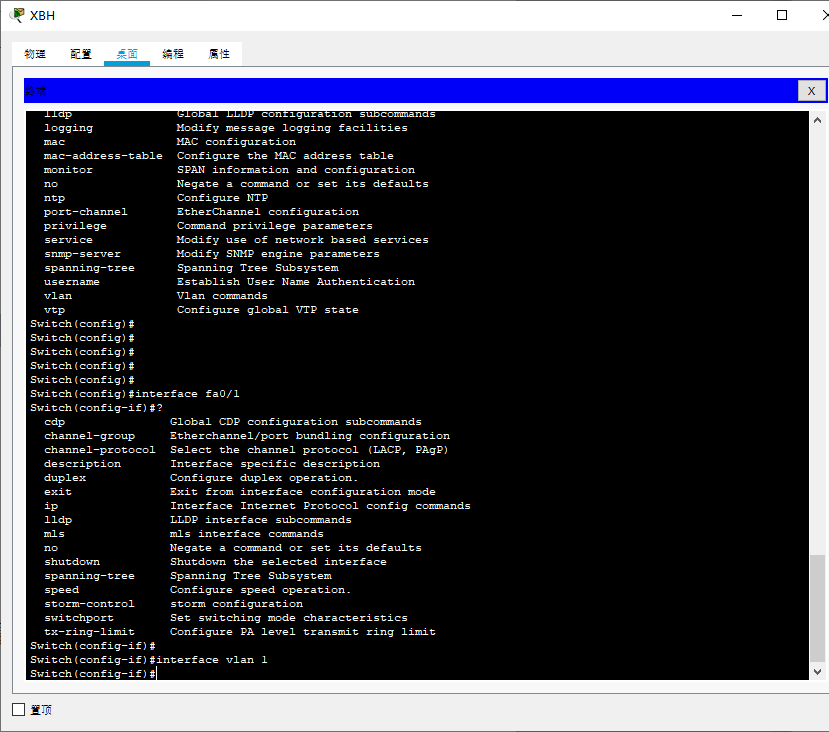 XBH
物理 配置 桌面 编程 属性
终端 X
lldp Global LLDP configuration subcommands
logging Modify message logging facilities
mac MAC configuration
mac-address-table Configure the MAC address table
monitor SPAN information and configuration
no Negate a command or set its defaults
ntp Configure NTP
port-channel EtherChannel configuration
privilege Command privilege parameters
service Modify use of network based services
snmp-server Modify SNMP engine parameters
spanning-tree Spanning Tree Subsystem
username Establish User Name Authentication
vlan Vlan commands
vtp Configure global VTP state
Switch(config)#
Switch(config)#
Switch(config)#
Switch(config)#
Switch(config)#
Switch(config)#interface fa0/1
Switch(config-if)#?
cdp Global CDP configuration subcommands
channel-group Etherchannel/port bundling configuration
channel-protocol Select the channel protocol (LACP, PAgP)
description Interface specific description
duplex Configure duplex operation.
exit Exit from interface configuration mode
ip Interface Internet Protocol config commands
lldp LLDP interface subcommands
mls mls interface commands
no Negate a command or set its defaults
shutdown Shutdown the selected interface
spanning-tree Spanning Tree Subsystem
speed Configure speed operation.
storm-control storm configuration
switchport Set switching mode characteristics
tx-ring-limit Configure PA level transmit ring limit
Switch(config-if)#
Switch(config-if)#interface vlan 1
Switch(config-if)#
置顶